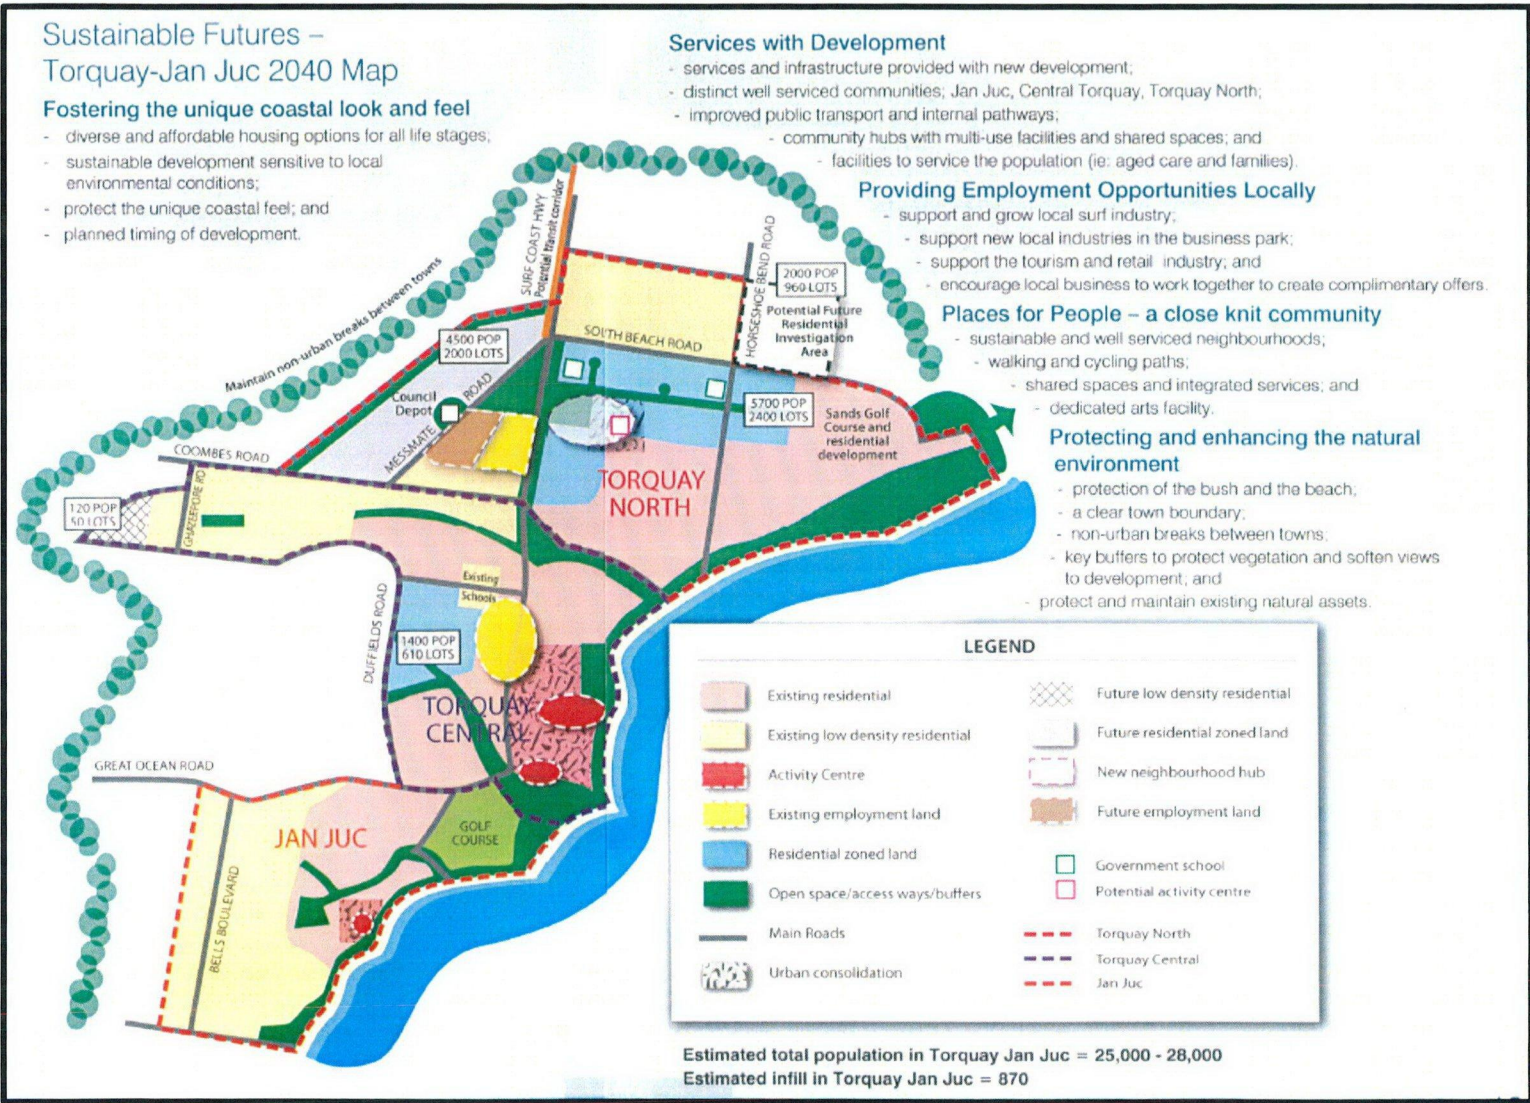 Sustainable Futures –
Torquay-Jan Juc 2040 Map
Fostering the unique coastal look and feel
- diverse and affordable housing options for all life stages;
- sustainable development sensitive to local
environmental conditions;
- protect the unique coastal feel; and
- planned timing of development.
Services with Development
- services and infrastructure provided with new development;
- distinct well serviced communities; Jan Juc, Central Torquay, Torquay North;
- improved public transport and internal pathways;
- community hubs with multi-use facilities and shared spaces; and
- facilities to service the population (ie: aged care and families).
Providing Employment Opportunities Locally
- support and grow local surf industry;
- support new local industries in the business park;
- support the tourism and retail industry; and
- encourage local business to work together to create complimentary offers.
Places for People – a close knit community
- sustainable and well serviced neighbourhoods;
- walking and cycling paths;
- shared spaces and integrated services; and
- dedicated arts facility.
Protecting and enhancing the natural
environment
- protection of the bush and the beach;
- a clear town boundary;
- non-urban breaks between towns;
- key buffers to protect vegetation and soften views
to development; and
- protect and maintain existing natural assets.
Maintain non-urban breaks between towns
SURF COAST HWY
Potential transit corridor
HORSESHOE BEND ROAD
2000 POP
960 LOTS
Potential Future
Residential
Investigation
Area
SOUTH BEACH ROAD
4500 POP
2000 LOTS
Council
Depot
MESSMATE ROAD
5700 POP
2400 LOTS
Sands Golf
Course and
residential
development
COOMBES ROAD
TORQUAY
NORTH
120 POP
50 LOTS
GHAZEEPORE RD
Existing
Schools
DUFFIELDS ROAD
1400 POP
610 LOTS
TORQUAY
CENTRAL
GREAT OCEAN ROAD
JAN JUC
GOLF
COURSE
BELLS BOULEVARD
LEGEND
Existing residential
Existing low density residential
Activity Centre
Existing employment land
Residential zoned land
Open space/access ways/buffers
Main Roads
Urban consolidation
Future low density residential
Future residential zoned land
New neighbourhood hub
Future employment land
Government school
Potential activity centre
Torquay North
Torquay Central
Jan Juc
Estimated total population in Torquay Jan Juc = 25,000 - 28,000
Estimated infill in Torquay Jan Juc = 870